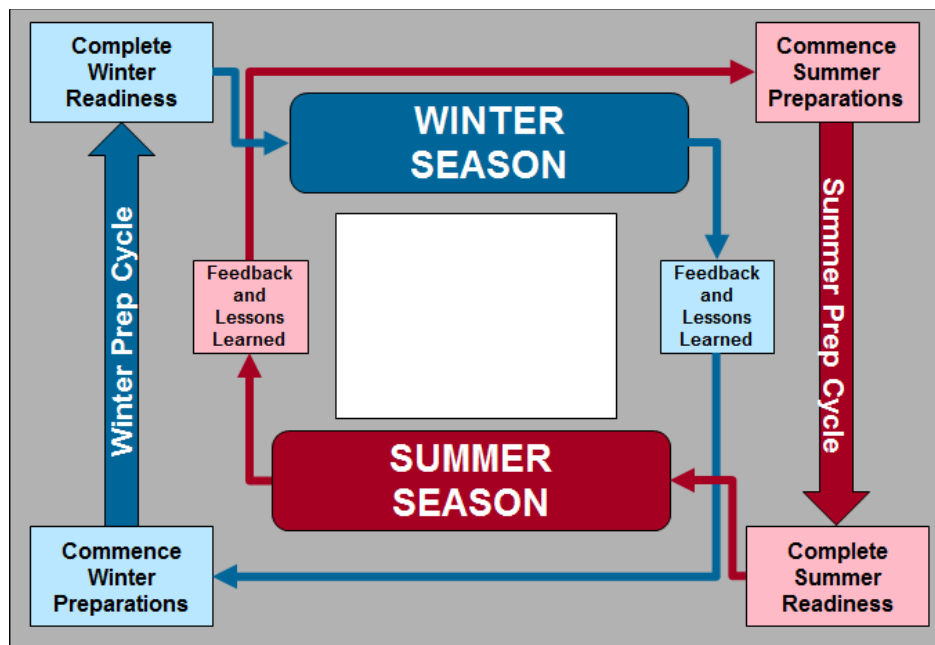 Complete
Winter
Readiness
Commence
Summer
Preparations
WINTER
SEASON
Winter Prep Cycle
Feedback
and
Lessons
Learned
Feedback
and
Lessons
Learned
Summer Prep Cycle
SUMMER
SEASON
Commence
Winter
Preparations
Complete
Summer
Readiness